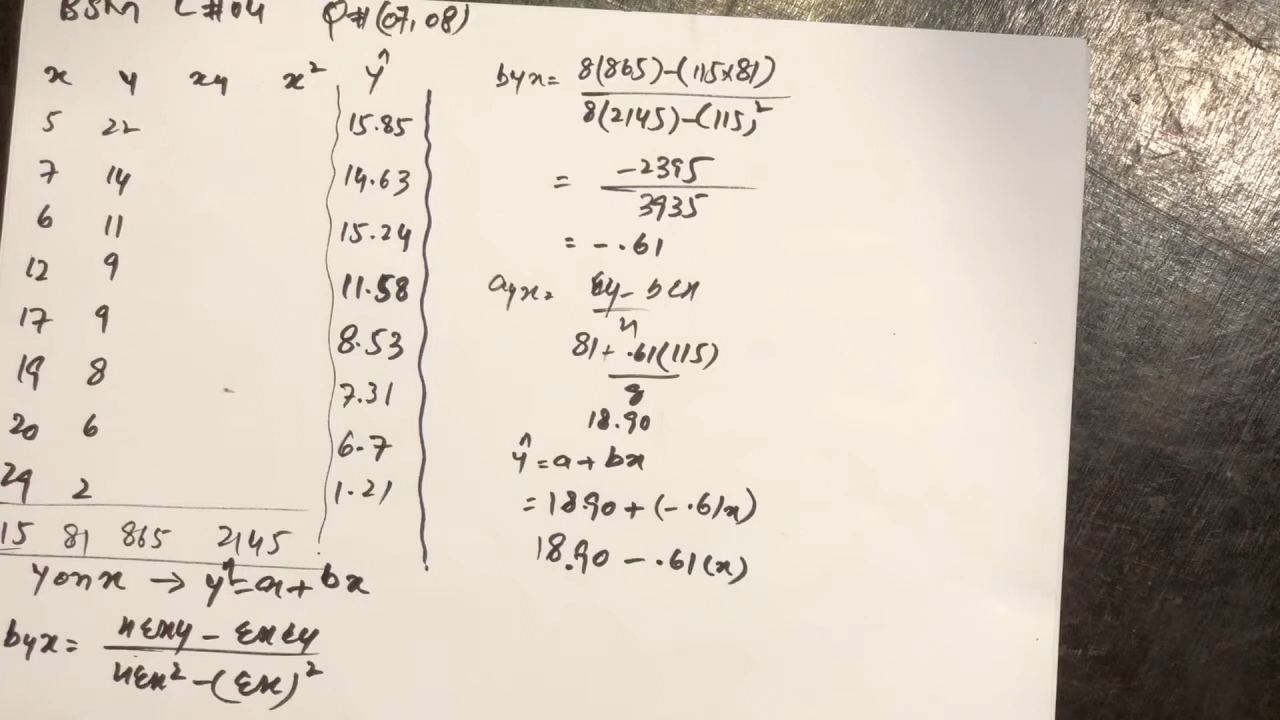 BSM L#04 Q#(07,08)
x y xy x² ŷ
5 22 15.85
7 14 14.63
6 11 15.24
12 9 11.58
17 9 8.53
19 8 7.31
20 6 6.7
29 2 1.21
15 81 865 2145
y on x → ŷ=a+bx
byx= nΣxy - ΣxΣy
nΣx²-(Σx)²
byx= 8(865)-(115x81)
8(2145)-(115)²
= -2395
3935
= -.61
ayx= Σy-bΣx
n
81+.61(115)
8
18.90
ŷ=a+bx
=18.90+(-.61x)
18.90-.61(x)